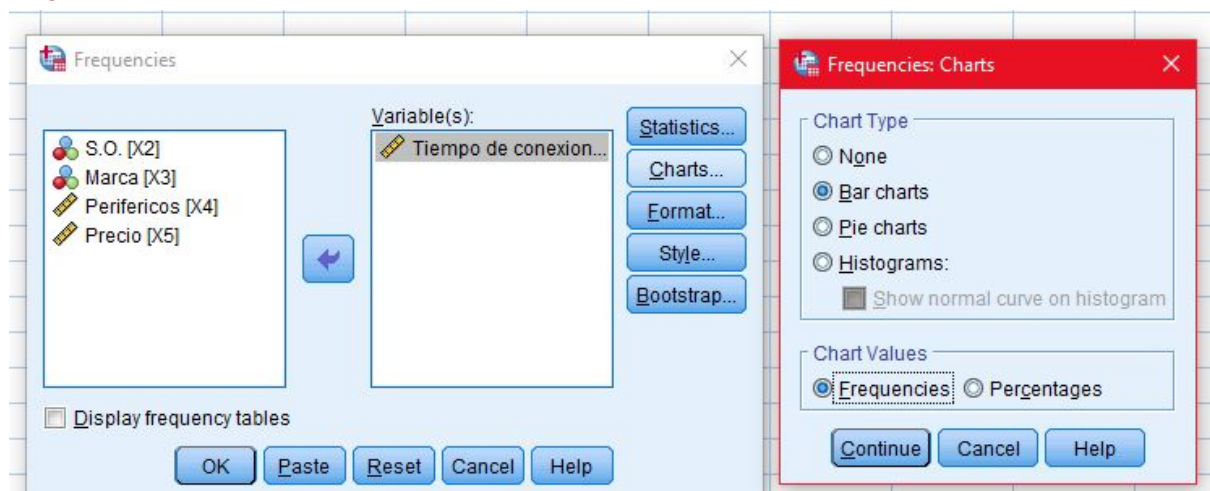 Frequencies
Variable(s):
S.O. [X2]
Marca [X3]
Perifericos [X4]
Precio [X5]
Tiempo de conexion...
Statistics...
Charts...
Format...
Style...
Bootstrap...
Display frequency tables
OK Paste Reset Cancel Help
Frequencies: Charts
Chart Type
None
Bar charts
Pie charts
Histograms:
Show normal curve on histogram
Chart Values
Frequencies Percentages
Continue Cancel Help